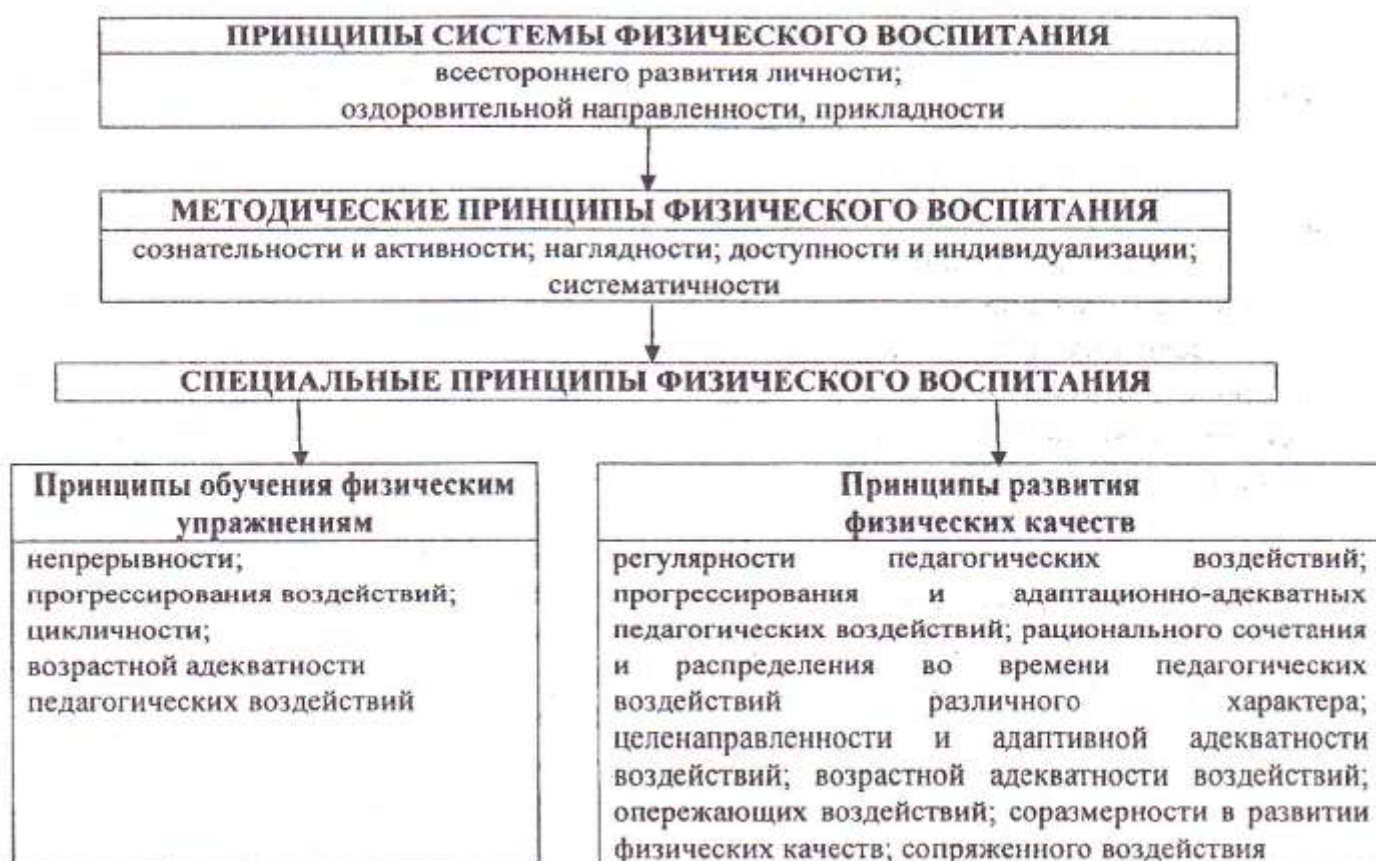 ПРИНЦИПЫ СИСТЕМЫ ФИЗИЧЕСКОГО ВОСПИТАНИЯ
всестороннего развития личности;
оздоровительной направленности, прикладности
МЕТОДИЧЕСКИЕ ПРИНЦИПЫ ФИЗИЧЕСКОГО ВОСПИТАНИЯ
сознательности и активности; наглядности; доступности и индивидуализации;
систематичности
СПЕЦИАЛЬНЫЕ ПРИНЦИПЫ ФИЗИЧЕСКОГО ВОСПИТАНИЯ
Принципы обучения физическим
упражнениям
непрерывности;
прогрессирования воздействий;
цикличности;
возрастной адекватности
педагогических воздействий
Принципы развития
физических качеств
регулярности педагогических воздействий;
прогрессирования и адаптационно-адекватных
педагогических воздействий; рационального сочетания
и распределения во времени педагогических
воздействий различного характера;
целенаправленности и адаптивной адекватности
воздействий; возрастной адекватности воздействий;
опережающих воздействий; соразмерности в развитии
физических качеств; сопряженного воздействия